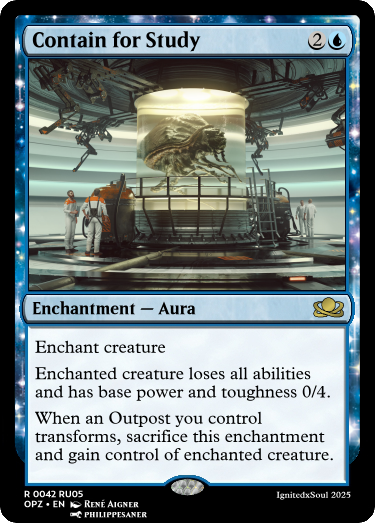 Contain for Study 2
Enchantment — Aura
Enchant creature
Enchanted creature loses all abilities
and has base power and toughness 0/4.
When an Outpost you control
transforms, sacrifice this enchantment
and gain control of enchanted creature.
R 0042 RU05
OPZ • EN René Aigner IgnitedxSoul 2025
PHILIPPESANER